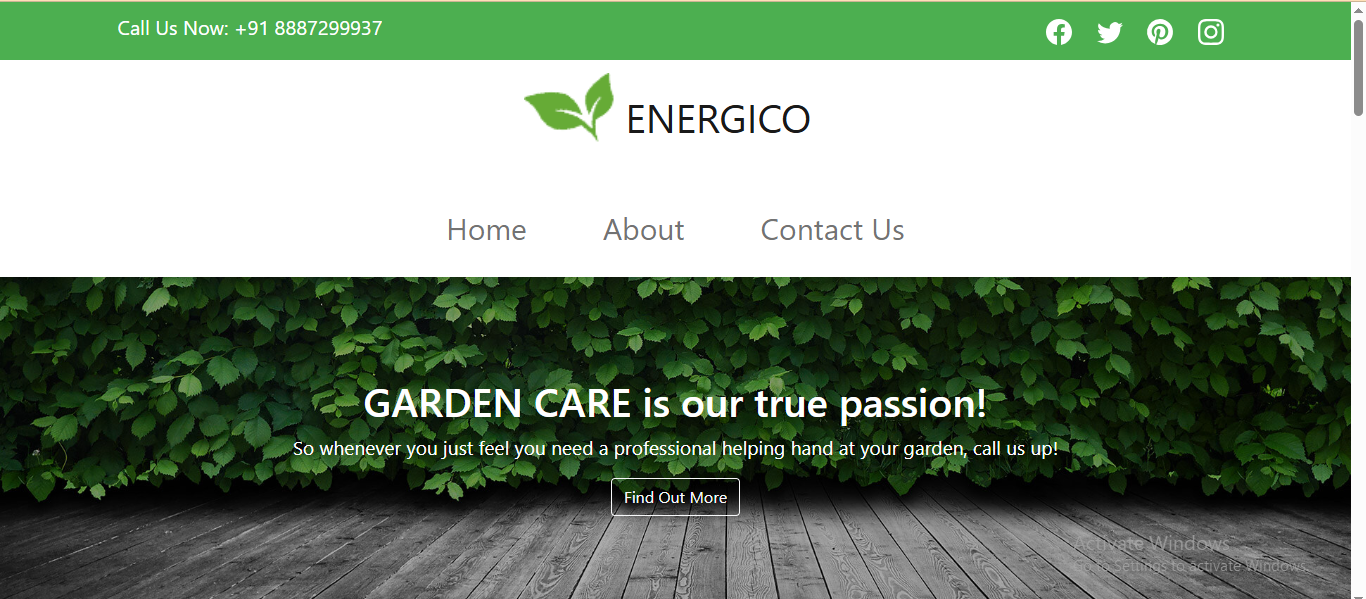 Call Us Now: +91 8887299937
ENERGICO
Home About Contact Us
GARDEN CARE is our true passion!
So whenever you just feel you need a professional helping hand at your garden, call us up!
Find Out More
Activate Windows
Go to Settings to activate Windows.